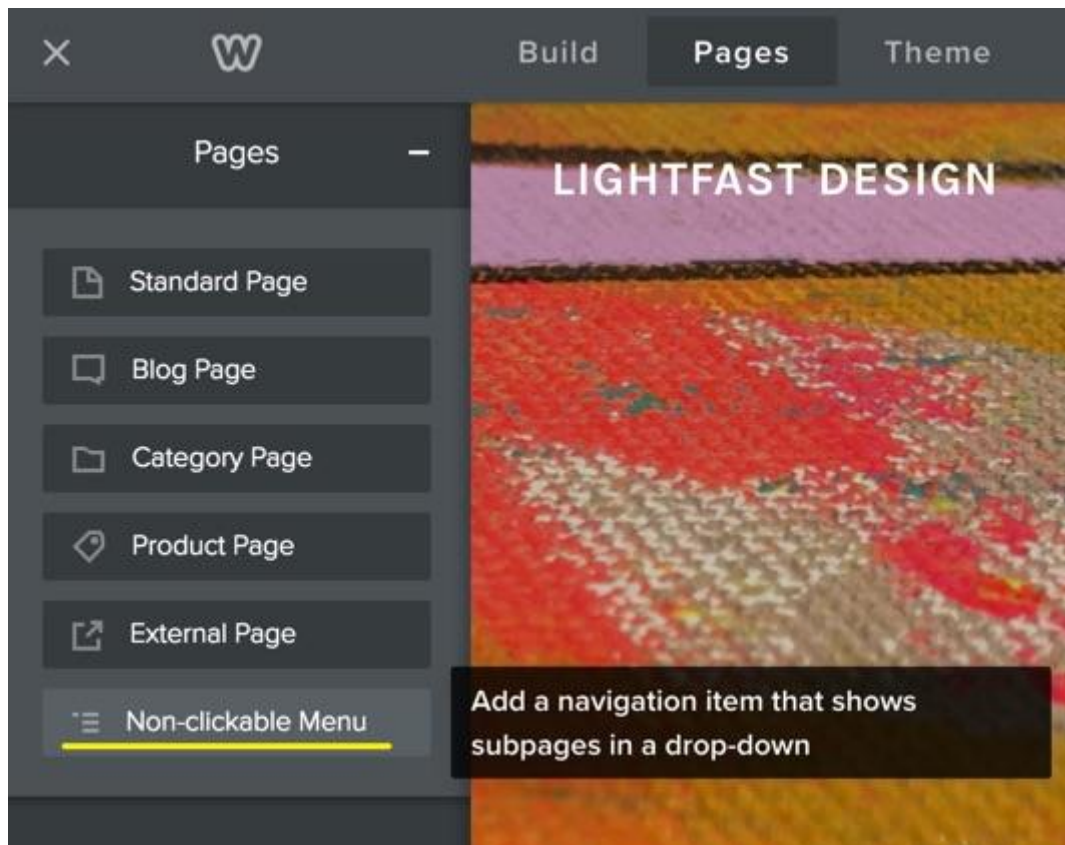 Build
Pages
Theme
Pages
LIGHTFAST DESIGN
Standard Page
Blog Page
Category Page
Product Page
External Page
Non-clickable Menu
Add a navigation item that shows
subpages in a drop-down